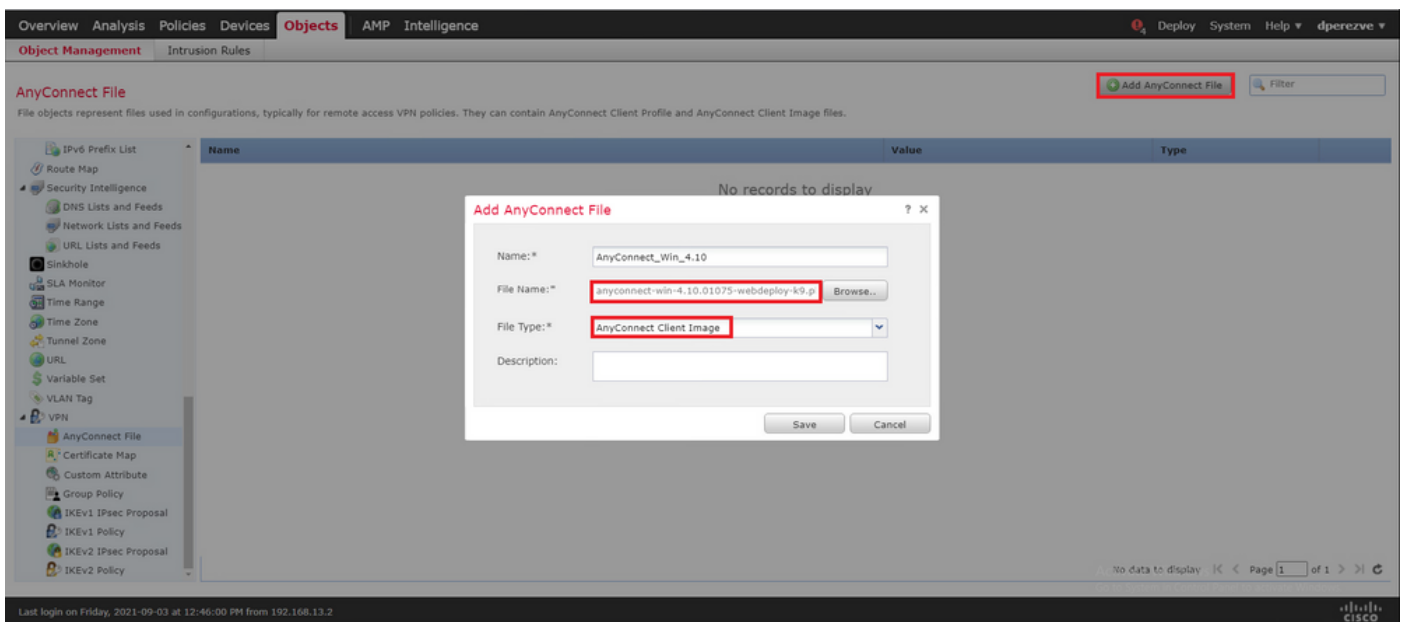 Overview Analysis Policies Devices Objects AMP Intelligence 4 Deploy System Help dperezve
Object Management Intrusion Rules
AnyConnect File
Add AnyConnect File Filter
File objects represent files used in configurations, typically for remote access VPN policies. They can contain AnyConnect Client Profile and AnyConnect Client Image files.
Name Value Type
IPv6 Prefix List
Route Map
Security Intelligence
DNS Lists and Feeds
Network Lists and Feeds
URL Lists and Feeds
Sinkhole
SLA Monitor
Time Range
Time Zone
Tunnel Zone
URL
Variable Set
VLAN Tag
VPN
AnyConnect File
Certificate Map
Custom Attribute
Group Policy
IKEv1 IPsec Proposal
IKEv1 Policy
IKEv2 IPsec Proposal
IKEv2 Policy
No records to display
Add AnyConnect File ? ×
Name:* AnyConnect_Win_4.10
File Name:* anyconnect-win-4.10.01075-webdeploy-k9.p Browse..
File Type:* AnyConnect Client Image
Description:
Save Cancel
No data to display |< < Page 1 of 1 > >|
Last login on Friday, 2021-09-03 at 12:46:00 PM from 192.168.13.2
CISCO